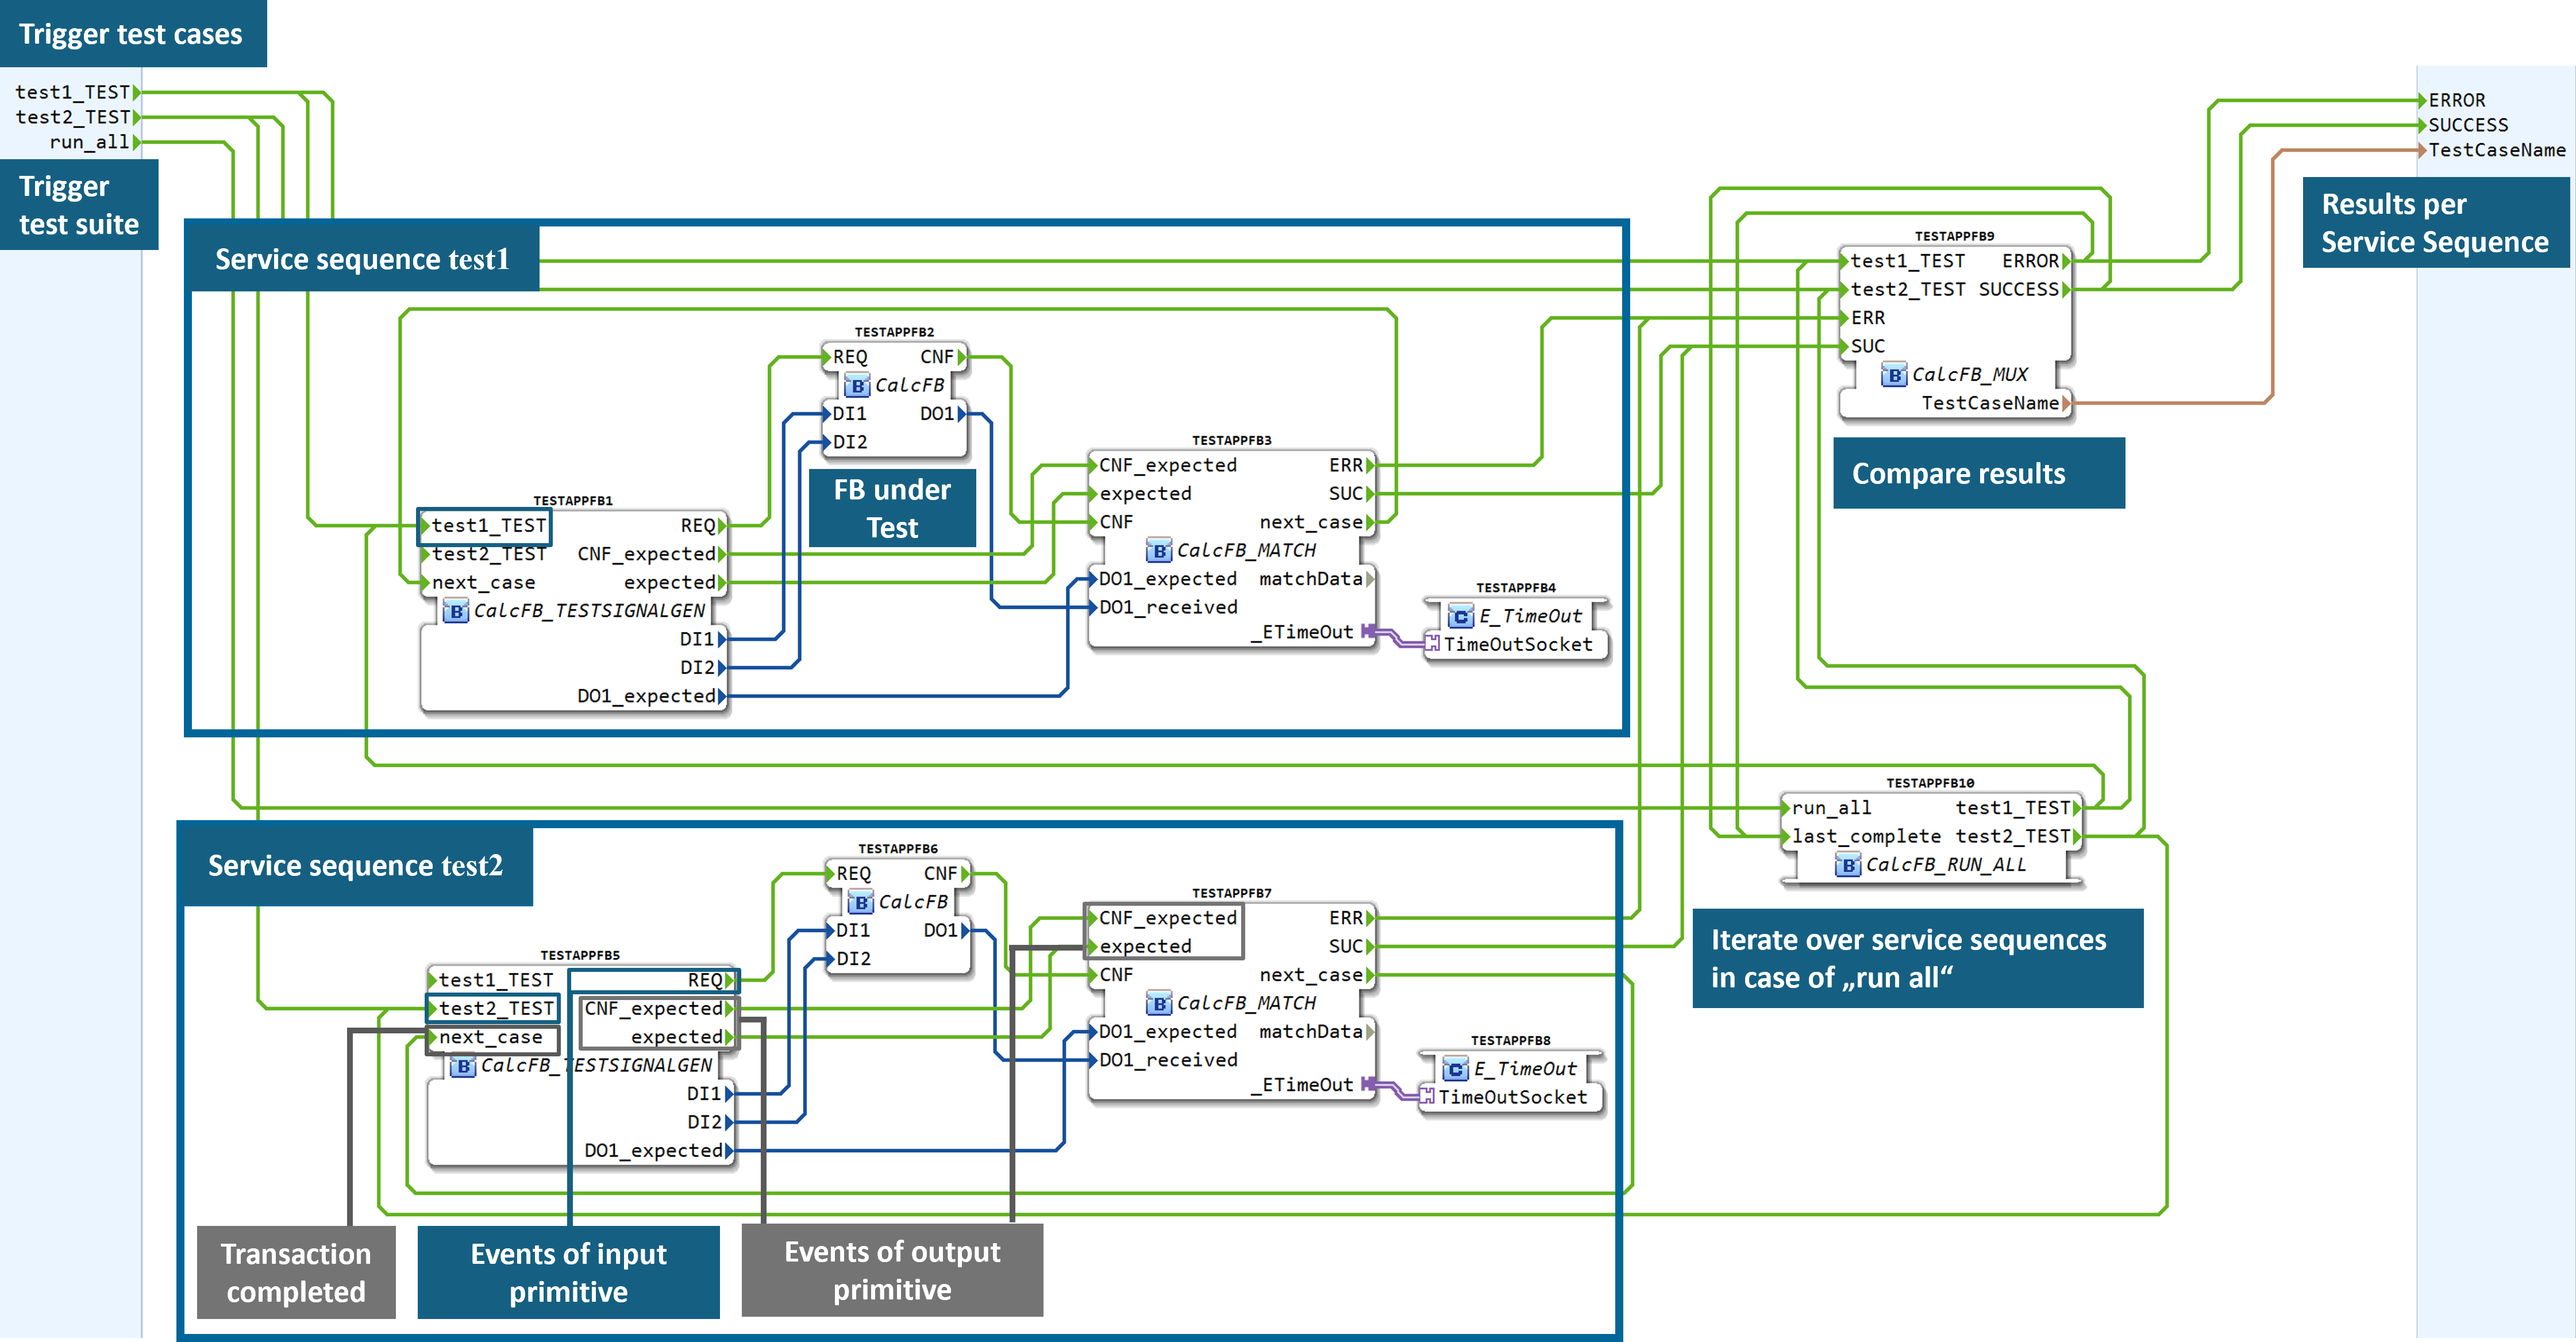 Trigger test cases
test1_TEST
test2_TEST
run_all
Trigger
test suite
ERROR
SUCCESS
TestCaseName
Results per
Service Sequence
Service sequence test1
TESTAPPFB9
test1_TEST ERROR
test2_TEST SUCCESS
ERR
SUC
B CalcFB_MUX
TestCaseName
Compare results
TESTAPPFB2
REQ CNF
B CalcFB
DI1 DO1
DI2
FB under
Test
TESTAPPFB1
test1_TEST REQ
test2_TEST CNF_expected
next_case expected
B CalcFB_TESTSIGNALGEN
DI1
DI2
DO1_expected
TESTAPPFB3
CNF_expected ERR
expected SUC
CNF next_case
B CalcFB_MATCH
DO1_expected matchData
DO1_received
_ETimeOut
TESTAPPFB4
C E_TimeOut
TimeOutSocket
TESTAPPFB10
run_all test1_TEST
last_complete test2_TEST
B CalcFB_RUN_ALL
Iterate over service sequences
in case of „run all“
Service sequence test2
TESTAPPFB6
REQ CNF
B CalcFB
DI1 DO1
DI2
TESTAPPFB5
test1_TEST REQ
test2_TEST CNF_expected
next_case expected
B CalcFB_TESTSIGNALGEN
DI1
DI2
DO1_expected
TESTAPPFB7
CNF_expected ERR
expected SUC
CNF next_case
B CalcFB_MATCH
DO1_expected matchData
DO1_received
_ETimeOut
TESTAPPFB8
C E_TimeOut
TimeOutSocket
Transaction
completed
Events of input
primitive
Events of output
primitive